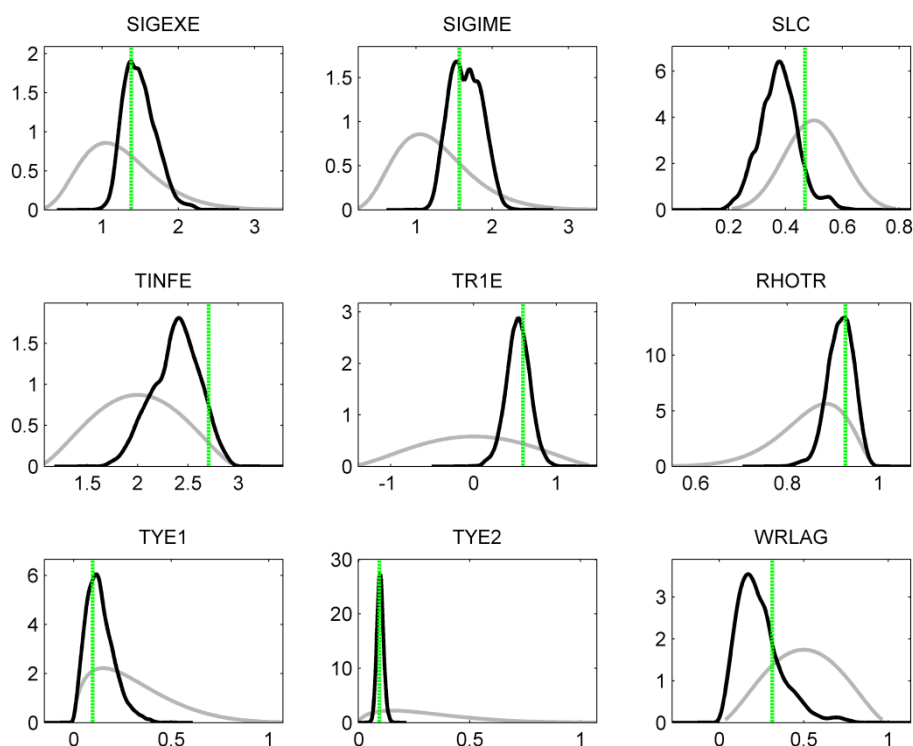 SIGEXE SIGIME SLC
2 1.5 1 0.5 0
1 2 3
1.5 1 0.5 0
1 2 3
6 4 2 0
0.2 0.4 0.6 0.8
TINFE TR1E RHOTR
1.5 1 0.5 0
1.5 2 2.5 3
3 2 1 0
-1 0 1
10 5 0
0.6 0.8 1
TYE1 TYE2 WRLAG
6 4 2 0
0 0.5 1
30 20 10 0
0 0.5 1
3 2 1 0
0 0.5 1